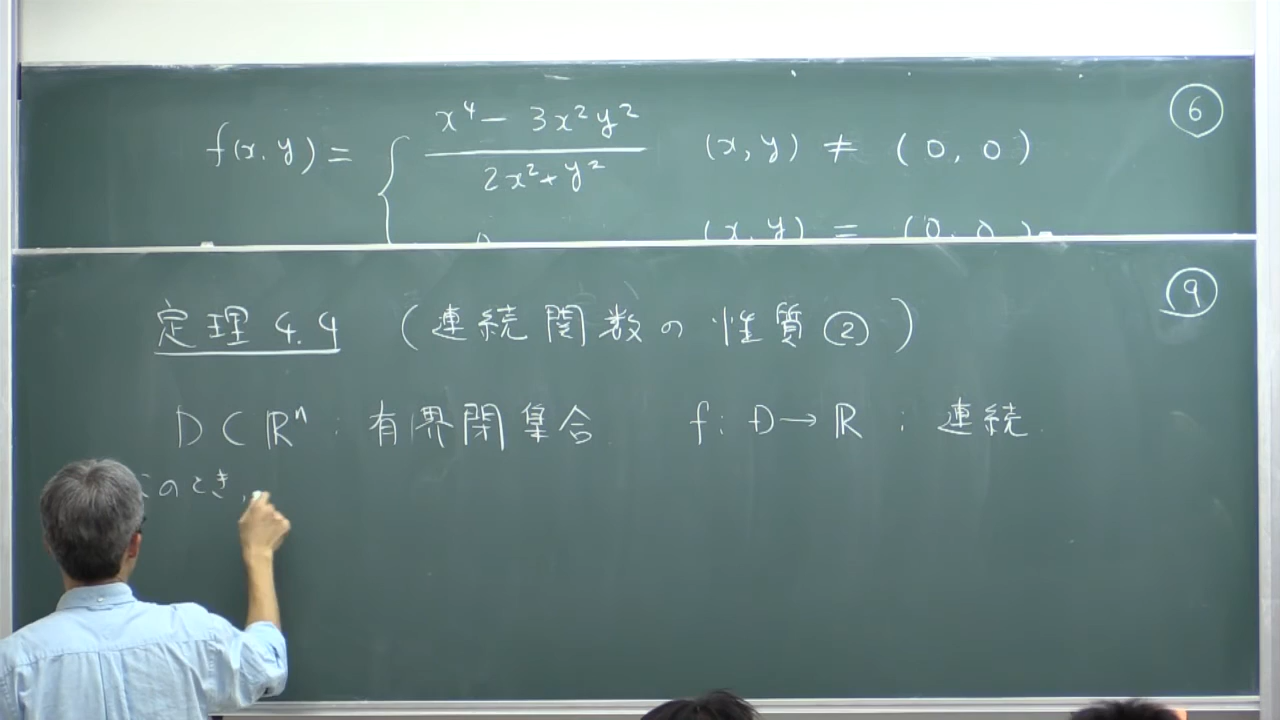 ⑥
f(x, y) = { x⁴ - 3x²y² / 2x² + y²   (x, y) ≠ (0, 0)
0   (x, y) = (0, 0)
⑨
定理 4.4 (連続関数の性質②)
D ⊂ ℝⁿ : 有界閉集合   f : D → ℝ : 連続.
このとき,